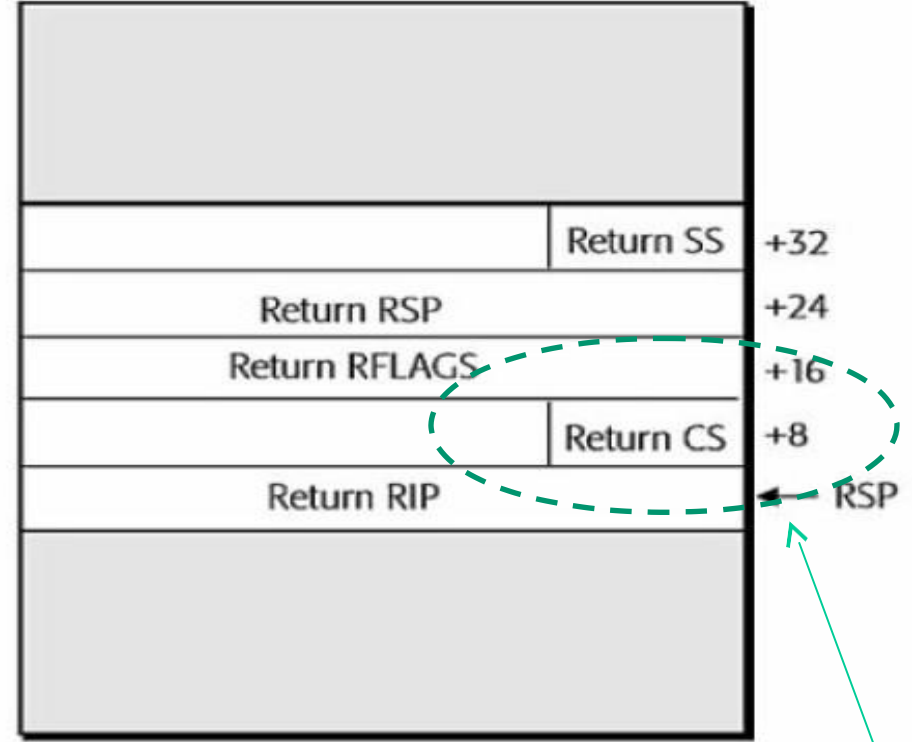 Return SS +32
Return RSP +24
Return RFLAGS +16
Return CS +8
Return RIP RSP